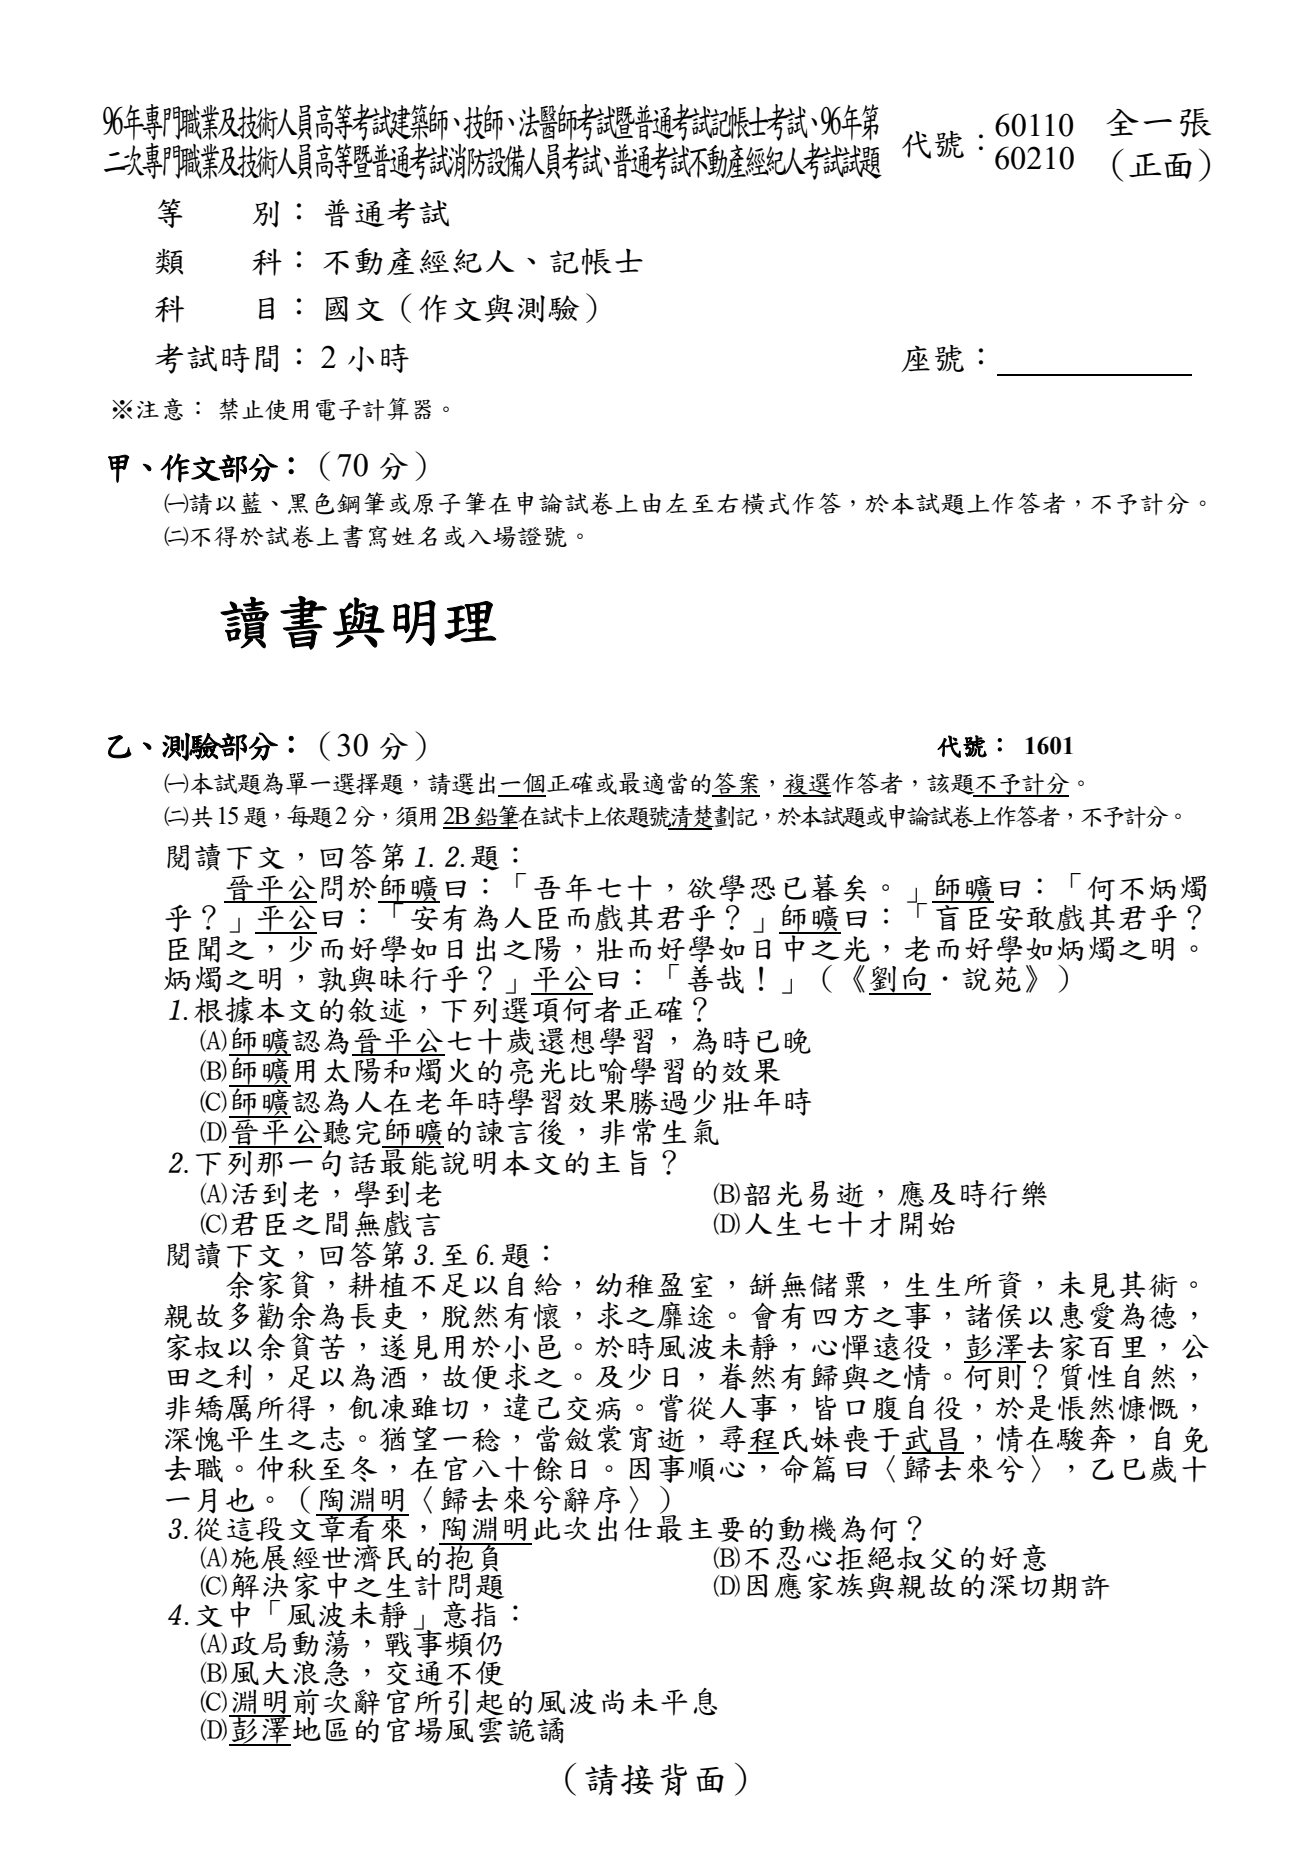 96年專門職業及技術人員高等考試建築師、技師、法醫師考試暨普通考試記帳士考試、96年第
二次專門職業及技術人員高等暨普通考試消防設備人員考試、普通考試不動產經紀人考試試題
代號：60110
60210
全一張
（正面）
等 別：普通考試
類 科：不動產經紀人、記帳士
科 目：國文（作文與測驗）
考試時間：2 小時 座號：
※注意：禁止使用電子計算器。
甲、作文部分：（70 分）
㈠請以藍、黑色鋼筆或原子筆在申論試卷上由左至右橫式作答，於本試題上作答者，不予計分。
㈡不得於試卷上書寫姓名或入場證號。
讀書與明理
乙、測驗部分：（30 分） 代號：1601
㈠本試題為單一選擇題，請選出一個正確或最適當的答案，複選作答者，該題不予計分。
㈡共15題，每題2分，須用2B鉛筆在試卡上依題號清楚劃記，於本試題或申論試卷上作答者，不予計分。
閱讀下文，回答第1. 2.題：
晉平公問於師曠曰：「吾年七十，欲學恐已暮矣。」師曠曰：「何不炳燭
乎？」平公曰：「安有為人臣而戲其君乎？」師曠曰：「盲臣安敢戲其君乎？
臣聞之，少而好學如日出之陽，壯而好學如日中之光，老而好學如炳燭之明。
炳燭之明，孰與昧行乎？」平公曰：「善哉！」（《劉向．說苑》）
1.根據本文的敘述，下列選項何者正確？
(A)師曠認為晉平公七十歲還想學習，為時已晚
(B)師曠用太陽和燭火的亮光比喻學習的效果
(C)師曠認為人在老年時學習效果勝過少壯年時
(D)晉平公聽完師曠的諫言後，非常生氣
2.下列那一句話最能說明本文的主旨？
(A)活到老，學到老 (B)韶光易逝，應及時行樂
(C)君臣之間無戲言 (D)人生七十才開始
閱讀下文，回答第3.至6.題：
余家貧，耕植不足以自給，幼稚盈室，缾無儲粟，生生所資，未見其術。
親故多勸余為長吏，脫然有懷，求之靡途。會有四方之事，諸侯以惠愛為德，
家叔以余貧苦，遂見用於小邑。於時風波未靜，心憚遠役，彭澤去家百里，公
田之利，足以為酒，故便求之。及少日，眷然有歸與之情。何則？質性自然，
非矯厲所得，飢凍雖切，違己交病。嘗從人事，皆口腹自役，於是悵然慷慨，
深愧平生之志。猶望一稔，當斂裳宵逝，尋程氏妹喪于武昌，情在駿奔，自免
去職。仲秋至冬，在官八十餘日。因事順心，命篇曰〈歸去來兮〉，乙巳歲十
一月也。（陶淵明〈歸去來兮辭序〉）
3.從這段文章看來，陶淵明此次出仕最主要的動機為何？
(A)施展經世濟民的抱負 (B)不忍心拒絕叔父的好意
(C)解決家中之生計問題 (D)因應家族與親故的深切期許
4.文中「風波未靜」意指：
(A)政局動蕩，戰事頻仍
(B)風大浪急，交通不便
(C)淵明前次辭官所引起的風波尚未平息
(D)彭澤地區的官場風雲詭譎
（請接背面）